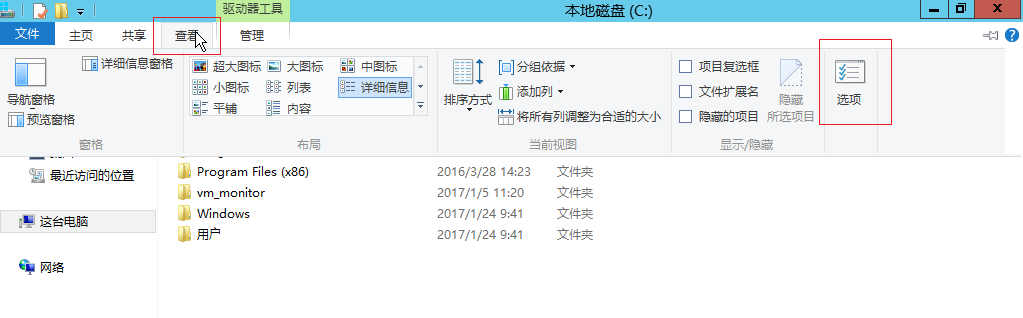 驱动器工具
本地磁盘 (C:)
文件 主页 共享 查看 管理
导航窗格
预览窗格
详细信息窗格
窗格
超大图标 大图标 中图标
小图标 列表 详细信息
平铺 内容
布局
排序方式
分组依据
添加列
将所有列调整为合适的大小
当前视图
项目复选框
文件扩展名
隐藏的项目
隐藏
所选项目
显示/隐藏
选项
最近访问的位置
这台电脑
网络
Program Files (x86) 2016/3/28 14:23 文件夹
vm_monitor 2017/1/5 11:20 文件夹
Windows 2017/1/24 9:41 文件夹
用户 2017/1/24 9:41 文件夹